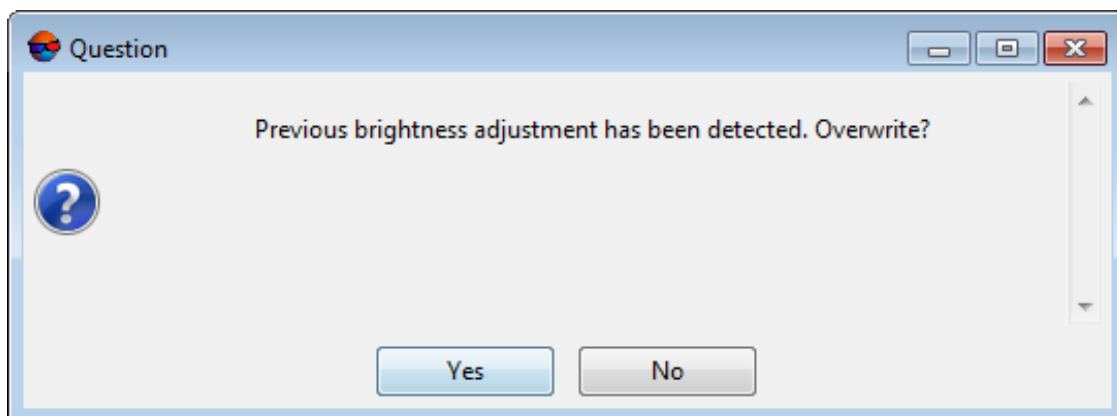 Question
Previous brightness adjustment has been detected. Overwrite?
Yes
No